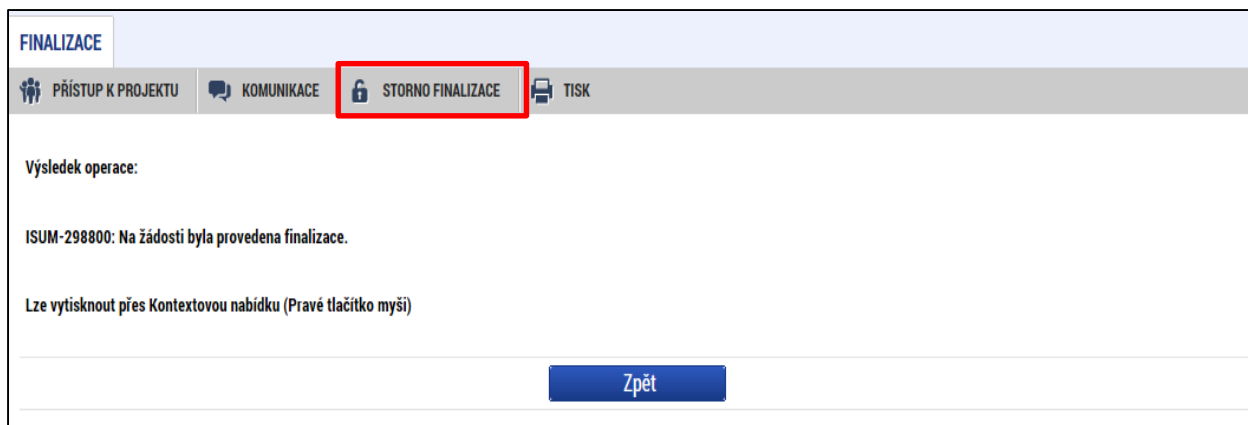 FINALIZACE
PŘÍSTUP K PROJEKTU KOMUNIKACE STORNO FINALIZACE TISK
Výsledek operace:
ISUM-298800: Na žádosti byla provedena finalizace.
Lze vytisknout přes Kontextovou nabídku (Pravé tlačítko myši)
Zpět